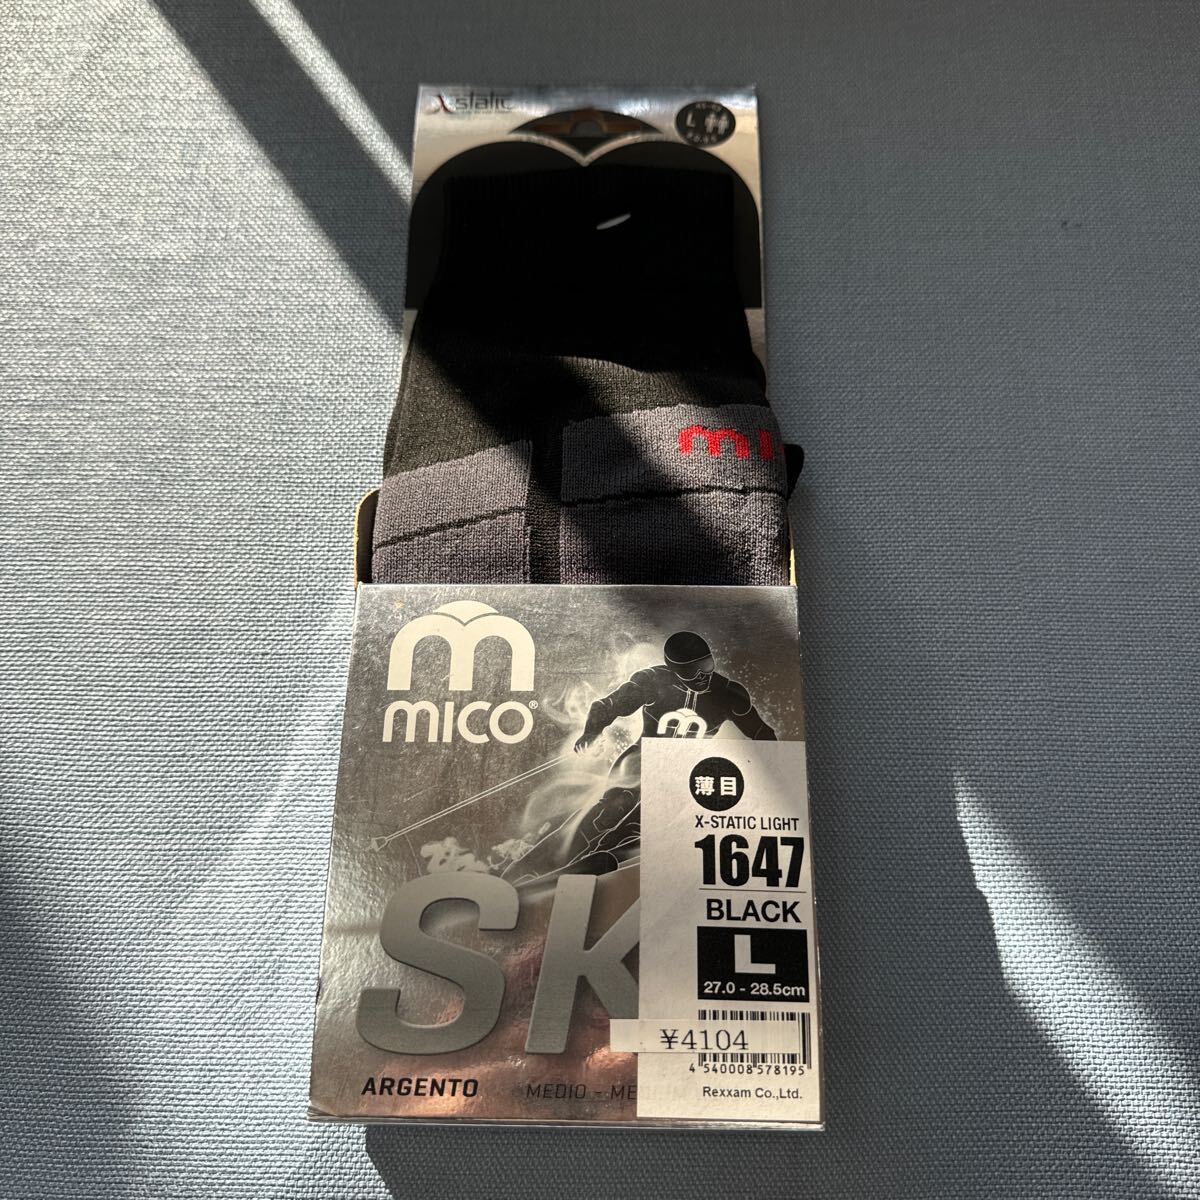 X-static
L
mi
mico®
薄目
X-STATIC LIGHT
1647
BLACK
L
27.0 - 28.5cm
¥4104
4 540008 578195
Rexxam Co.,Ltd.
SK
ARGENTO MEDIO - ME